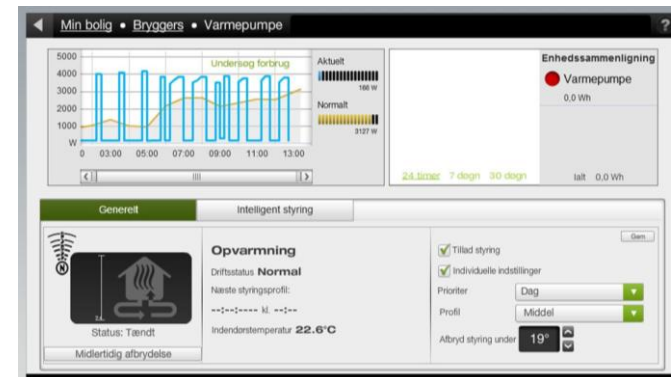 Min bolig • Bryggers • Varmepumpe
?
5000
4000
3000
2000
1000
W
Undersøg forbrug
0 03:00 05:00 07:00 09:00 11:00 13:00
Aktuelt
166 W
Normalt
3127 W
24 timer 7 døgn 30 døgn
Enhedssammenligning
Varmepumpe
0,0 Wh
Ialt 0,0 Wh
Generelt
Intelligent styring
N
Status: Tændt
Midlertidig afbrydelse
Opvarmning
Driftsstatus Normal
Næste styringsprofil:
--:--:---- kl. --:--
Indendørstemperatur 22.6°C
Gem
Tillad styring
Individuelle indstillinger
Prioriter Dag
Profil Middel
Afbryd styring under 19°